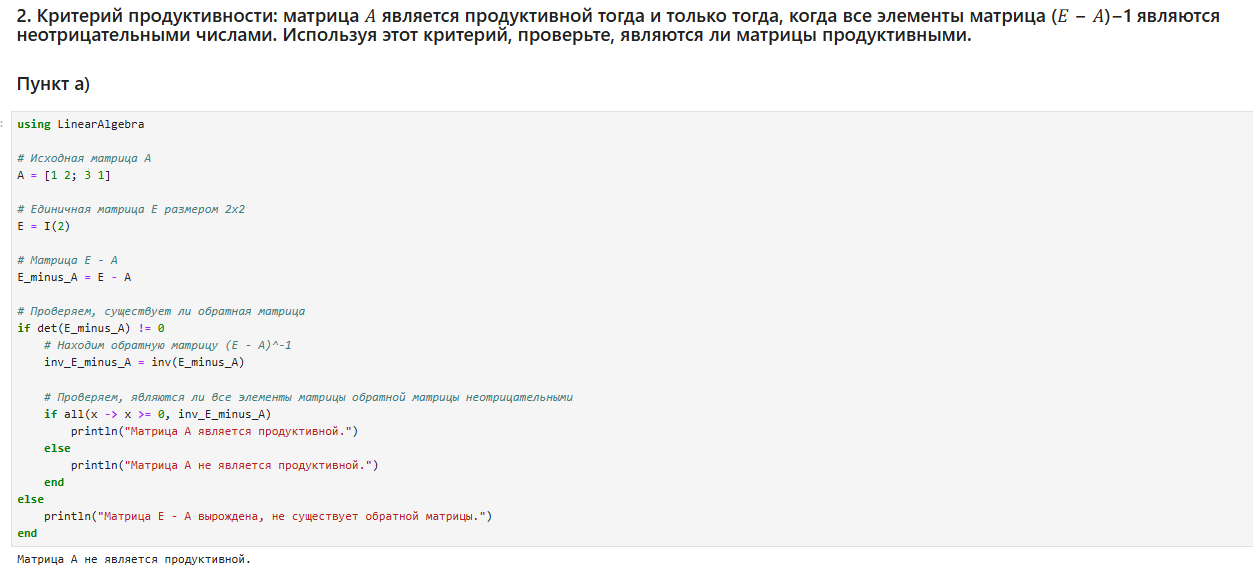 2. Критерий продуктивности: матрица A является продуктивной тогда и только тогда, когда все элементы матрица (E − A)−1 являются
неотрицательными числами. Используя этот критерий, проверьте, являются ли матрицы продуктивными.
Пункт а)
:
using LinearAlgebra
# Исходная матрица A
A = [1 2; 3 1]
# Единичная матрица E размером 2x2
E = I(2)
# Матрица E - A
E_minus_A = E - A
# Проверяем, существует ли обратная матрица
if det(E_minus_A) != 0
    # Находим обратную матрицу (E - A)^-1
    inv_E_minus_A = inv(E_minus_A)
    # Проверяем, являются ли все элементы матрицы обратной матрицы неотрицательными
    if all(x -> x >= 0, inv_E_minus_A)
        println("Матрица A является продуктивной.")
    else
        println("Матрица A не является продуктивной.")
    end
else
    println("Матрица E - A вырождена, не существует обратной матрицы.")
end
Матрица A не является продуктивной.